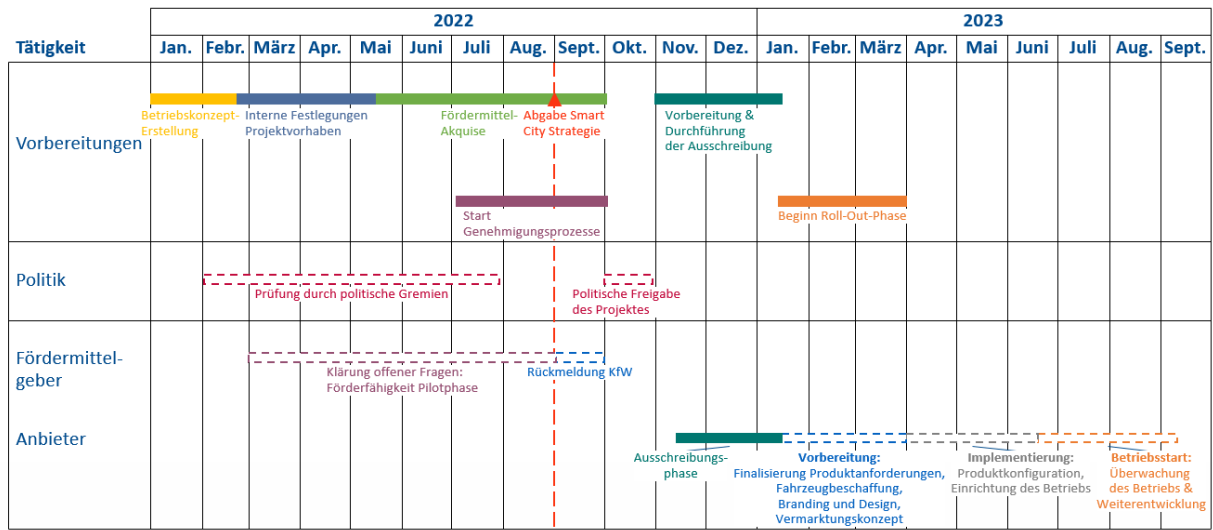 2022 2023
Tätigkeit Jan. Febr. März Apr. Mai Juni Juli Aug. Sept. Okt. Nov. Dez. Jan. Febr. März Apr. Mai Juni Juli Aug. Sept.
Vorbereitungen
Betriebskonzept-
Erstellung
Interne Festlegungen
Projektvorhaben
Fördermittel-
Akquise
Abgabe Smart
City Strategie
Vorbereitung &
Durchführung
der Ausschreibung
Start
Genehmigungsprozesse
Beginn Roll-Out-Phase
Politik
Prüfung durch politische Gremien
Politische Freigabe
des Projektes
Fördermittel-
geber
Klärung offener Fragen:
Förderfähigkeit Pilotphase
Rückmeldung KfW
Anbieter
Ausschreibungs-
phase
Vorbereitung:
Finalisierung Produktanforderungen,
Fahrzeugbeschaffung,
Branding und Design,
Vermarktungskonzept
Implementierung:
Produktkonfiguration,
Einrichtung des Betriebs
Betriebsstart:
Überwachung
des Betriebs &
Weiterentwicklung